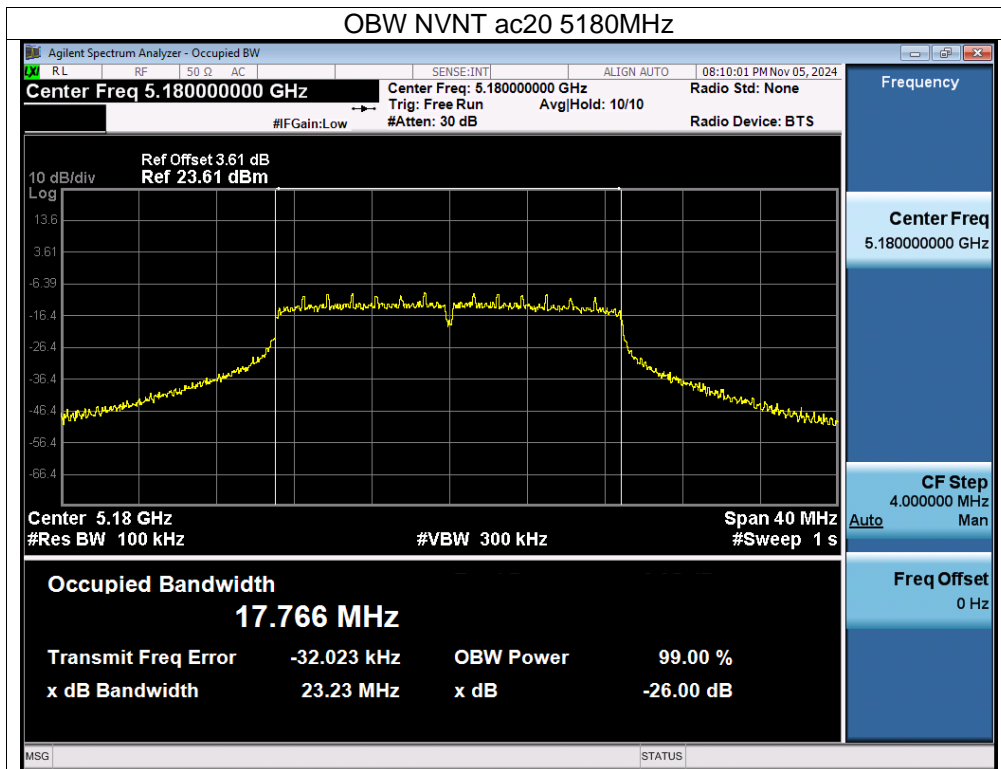 OBW NVNT ac20 5180MHz
Agilent Spectrum Analyzer - Occupied BW
LXI RL RF 50 Ω AC SENSE:INT ALIGN AUTO 08:10:01 PM Nov 05, 2024
Center Freq 5.180000000 GHz
Center Freq: 5.180000000 GHz
Radio Std: None
Trig: Free Run Avg|Hold: 10/10
#IFGain:Low
#Atten: 30 dB
Radio Device: BTS
Frequency
Ref Offset 3.61 dB
10 dB/div Ref 23.61 dBm
Log
13.6
3.61
-6.39
-16.4
-26.4
-36.4
-46.4
-56.4
-66.4
Center Freq
5.180000000 GHz
Center 5.18 GHz Span 40 MHz
#Res BW 100 kHz #VBW 300 kHz #Sweep 1 s
CF Step
4.000000 MHz
Auto Man
Occupied Bandwidth
17.766 MHz
Transmit Freq Error -32.023 kHz OBW Power 99.00 %
x dB Bandwidth 23.23 MHz x dB -26.00 dB
Freq Offset
0 Hz
MSG STATUS